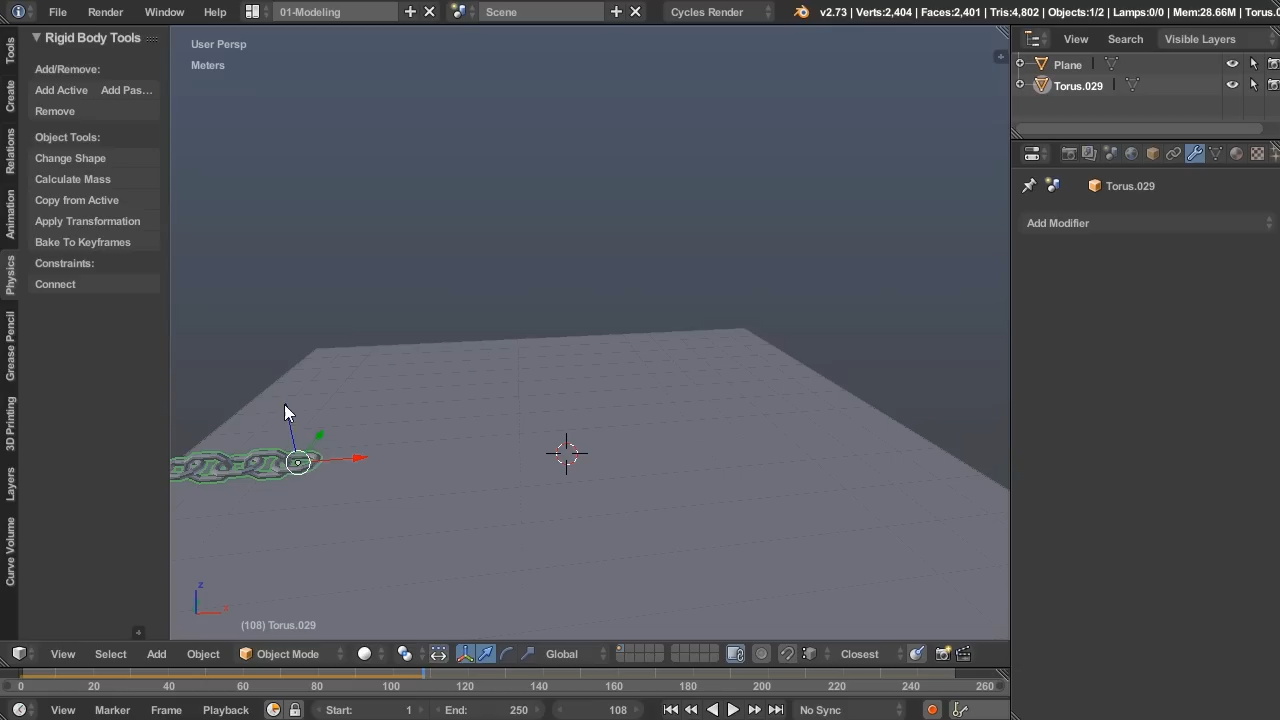 File Render Window Help 01-Modeling Scene Cycles Render v2.73 | Verts:2,404 | Faces:2,401 | Tris:4,802 | Objects:1/2 | Lamps:0/0 | Mem:28.66M | Torus.0
Rigid Body Tools
Add/Remove:
Add Active Add Pas...
Remove
Object Tools:
Change Shape
Calculate Mass
Copy from Active
Apply Transformation
Bake To Keyframes
Constraints:
Connect
Tools
Create
Relations
Animation
Physics
Grease Pencil
3D Printing
Layers
Curve Volume
User Persp
Meters
z
(108) Torus.029
View Search Visible Layers
Plane
Torus.029
Torus.029
Add Modifier
View Select Add Object Object Mode Global Closest
0 20 40 60 80 100 120 140 160 180 200 220 240 260
View Marker Frame Playback Start: 1 End: 250 108 No Sync